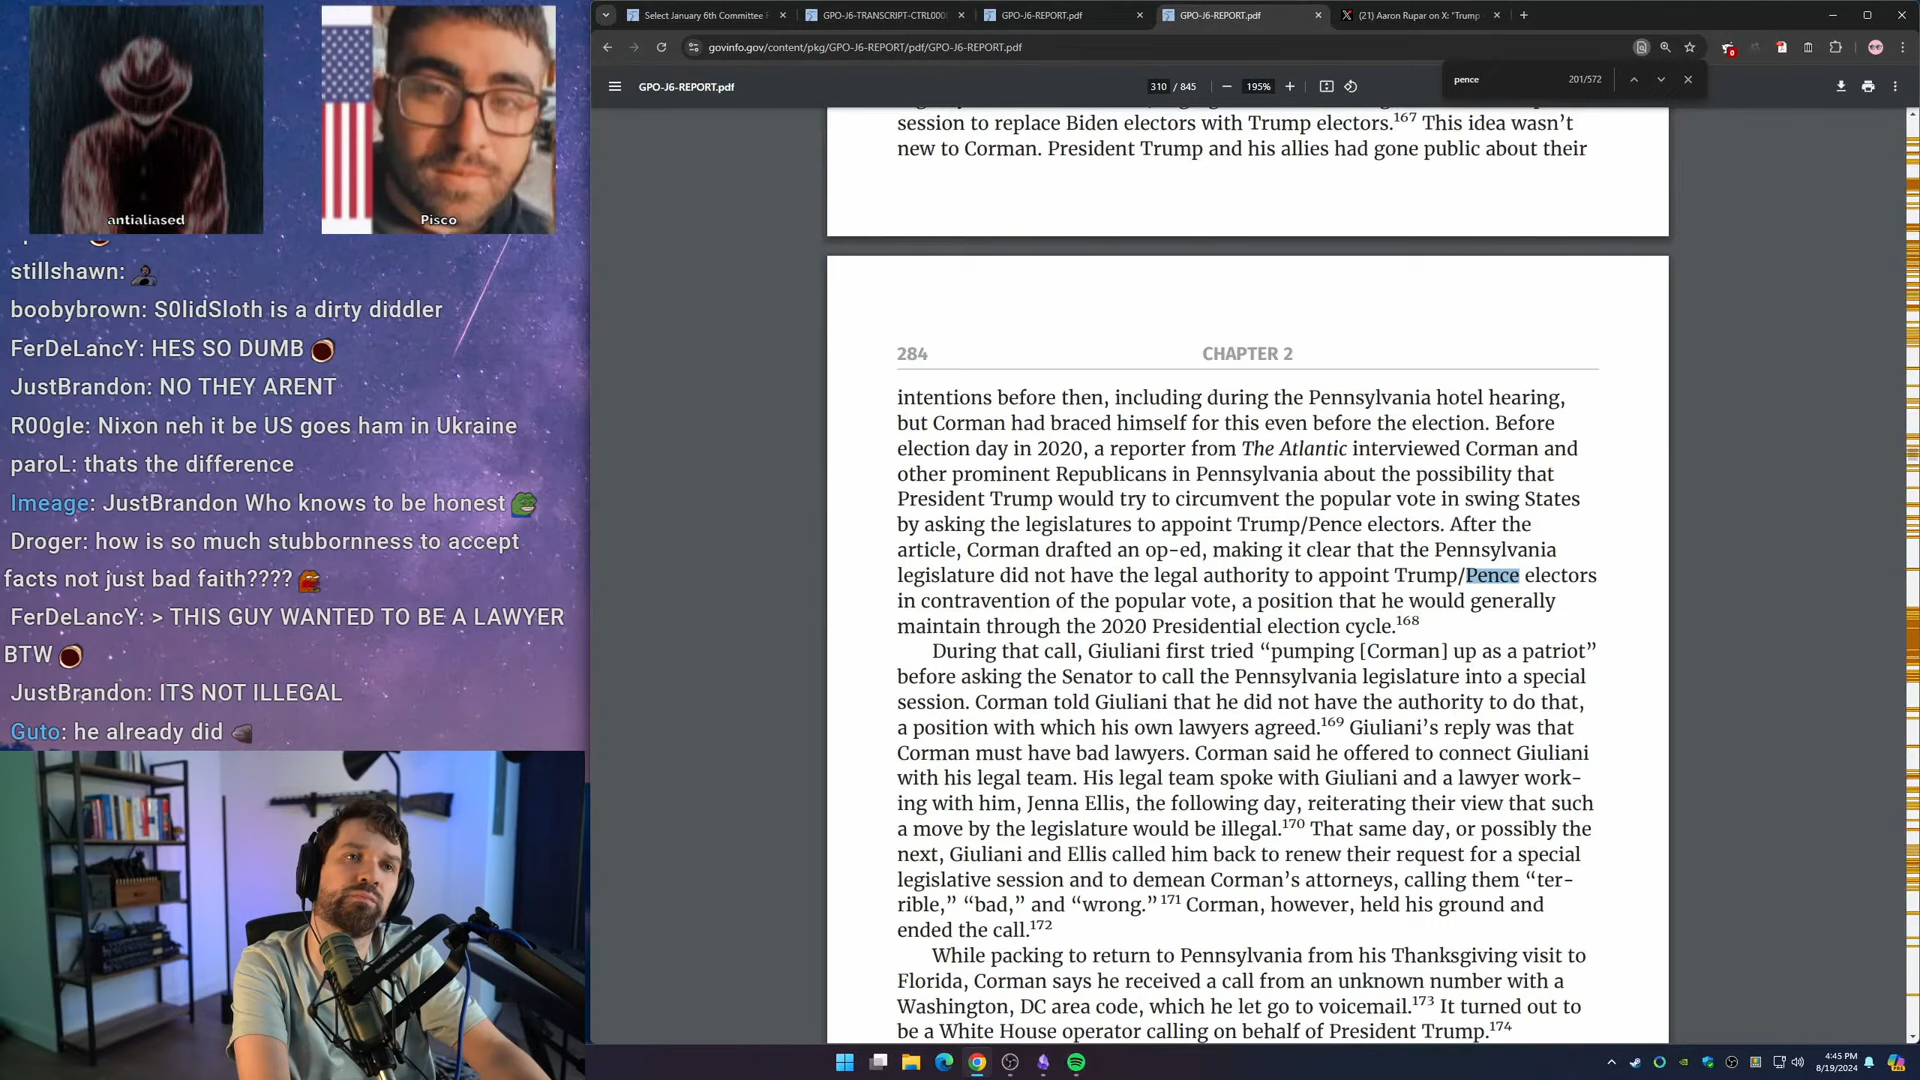 antialiased
Pisco
stillshawn:
boobybrown: S0lidSloth is a dirty diddler
FerDeLancY: HES SO DUMB
JustBrandon: NO THEY ARENT
R00gle: Nixon neh it be US goes ham in Ukraine
paroL: thats the difference
Imeage: JustBrandon Who knows to be honest
Droger: how is so much stubbornness to accept
facts not just bad faith????
FerDeLancY: > THIS GUY WANTED TO BE A LAWYER
BTW
JustBrandon: ITS NOT ILLEGAL
Guto: he already did
Select January 6th Committee
GPO-J6-TRANSCRIPT-CTRL000
GPO-J6-REPORT.pdf
GPO-J6-REPORT.pdf
(21) Aaron Rupar on X: "Trump
govinfo.gov/content/pkg/GPO-J6-REPORT/pdf/GPO-J6-REPORT.pdf
pence
201/572
GPO-J6-REPORT.pdf
310 / 845
195%
session to replace Biden electors with Trump electors.167 This idea wasn't
new to Corman. President Trump and his allies had gone public about their
284
CHAPTER 2
intentions before then, including during the Pennsylvania hotel hearing,
but Corman had braced himself for this even before the election. Before
election day in 2020, a reporter from The Atlantic interviewed Corman and
other prominent Republicans in Pennsylvania about the possibility that
President Trump would try to circumvent the popular vote in swing States
by asking the legislatures to appoint Trump/Pence electors. After the
article, Corman drafted an op-ed, making it clear that the Pennsylvania
legislature did not have the legal authority to appoint Trump/Pence electors
in contravention of the popular vote, a position that he would generally
maintain through the 2020 Presidential election cycle.168
During that call, Giuliani first tried “pumping [Corman] up as a patriot”
before asking the Senator to call the Pennsylvania legislature into a special
session. Corman told Giuliani that he did not have the authority to do that,
a position with which his own lawyers agreed.169 Giuliani’s reply was that
Corman must have bad lawyers. Corman said he offered to connect Giuliani
with his legal team. His legal team spoke with Giuliani and a lawyer work-
ing with him, Jenna Ellis, the following day, reiterating their view that such
a move by the legislature would be illegal.170 That same day, or possibly the
next, Giuliani and Ellis called him back to renew their request for a special
legislative session and to demean Corman’s attorneys, calling them “ter-
rible,” “bad,” and “wrong.”171 Corman, however, held his ground and
ended the call.172
While packing to return to Pennsylvania from his Thanksgiving visit to
Florida, Corman says he received a call from an unknown number with a
Washington, DC area code, which he let go to voicemail.173 It turned out to
be a White House operator calling on behalf of President Trump.174
4:45 PM
8/19/2024